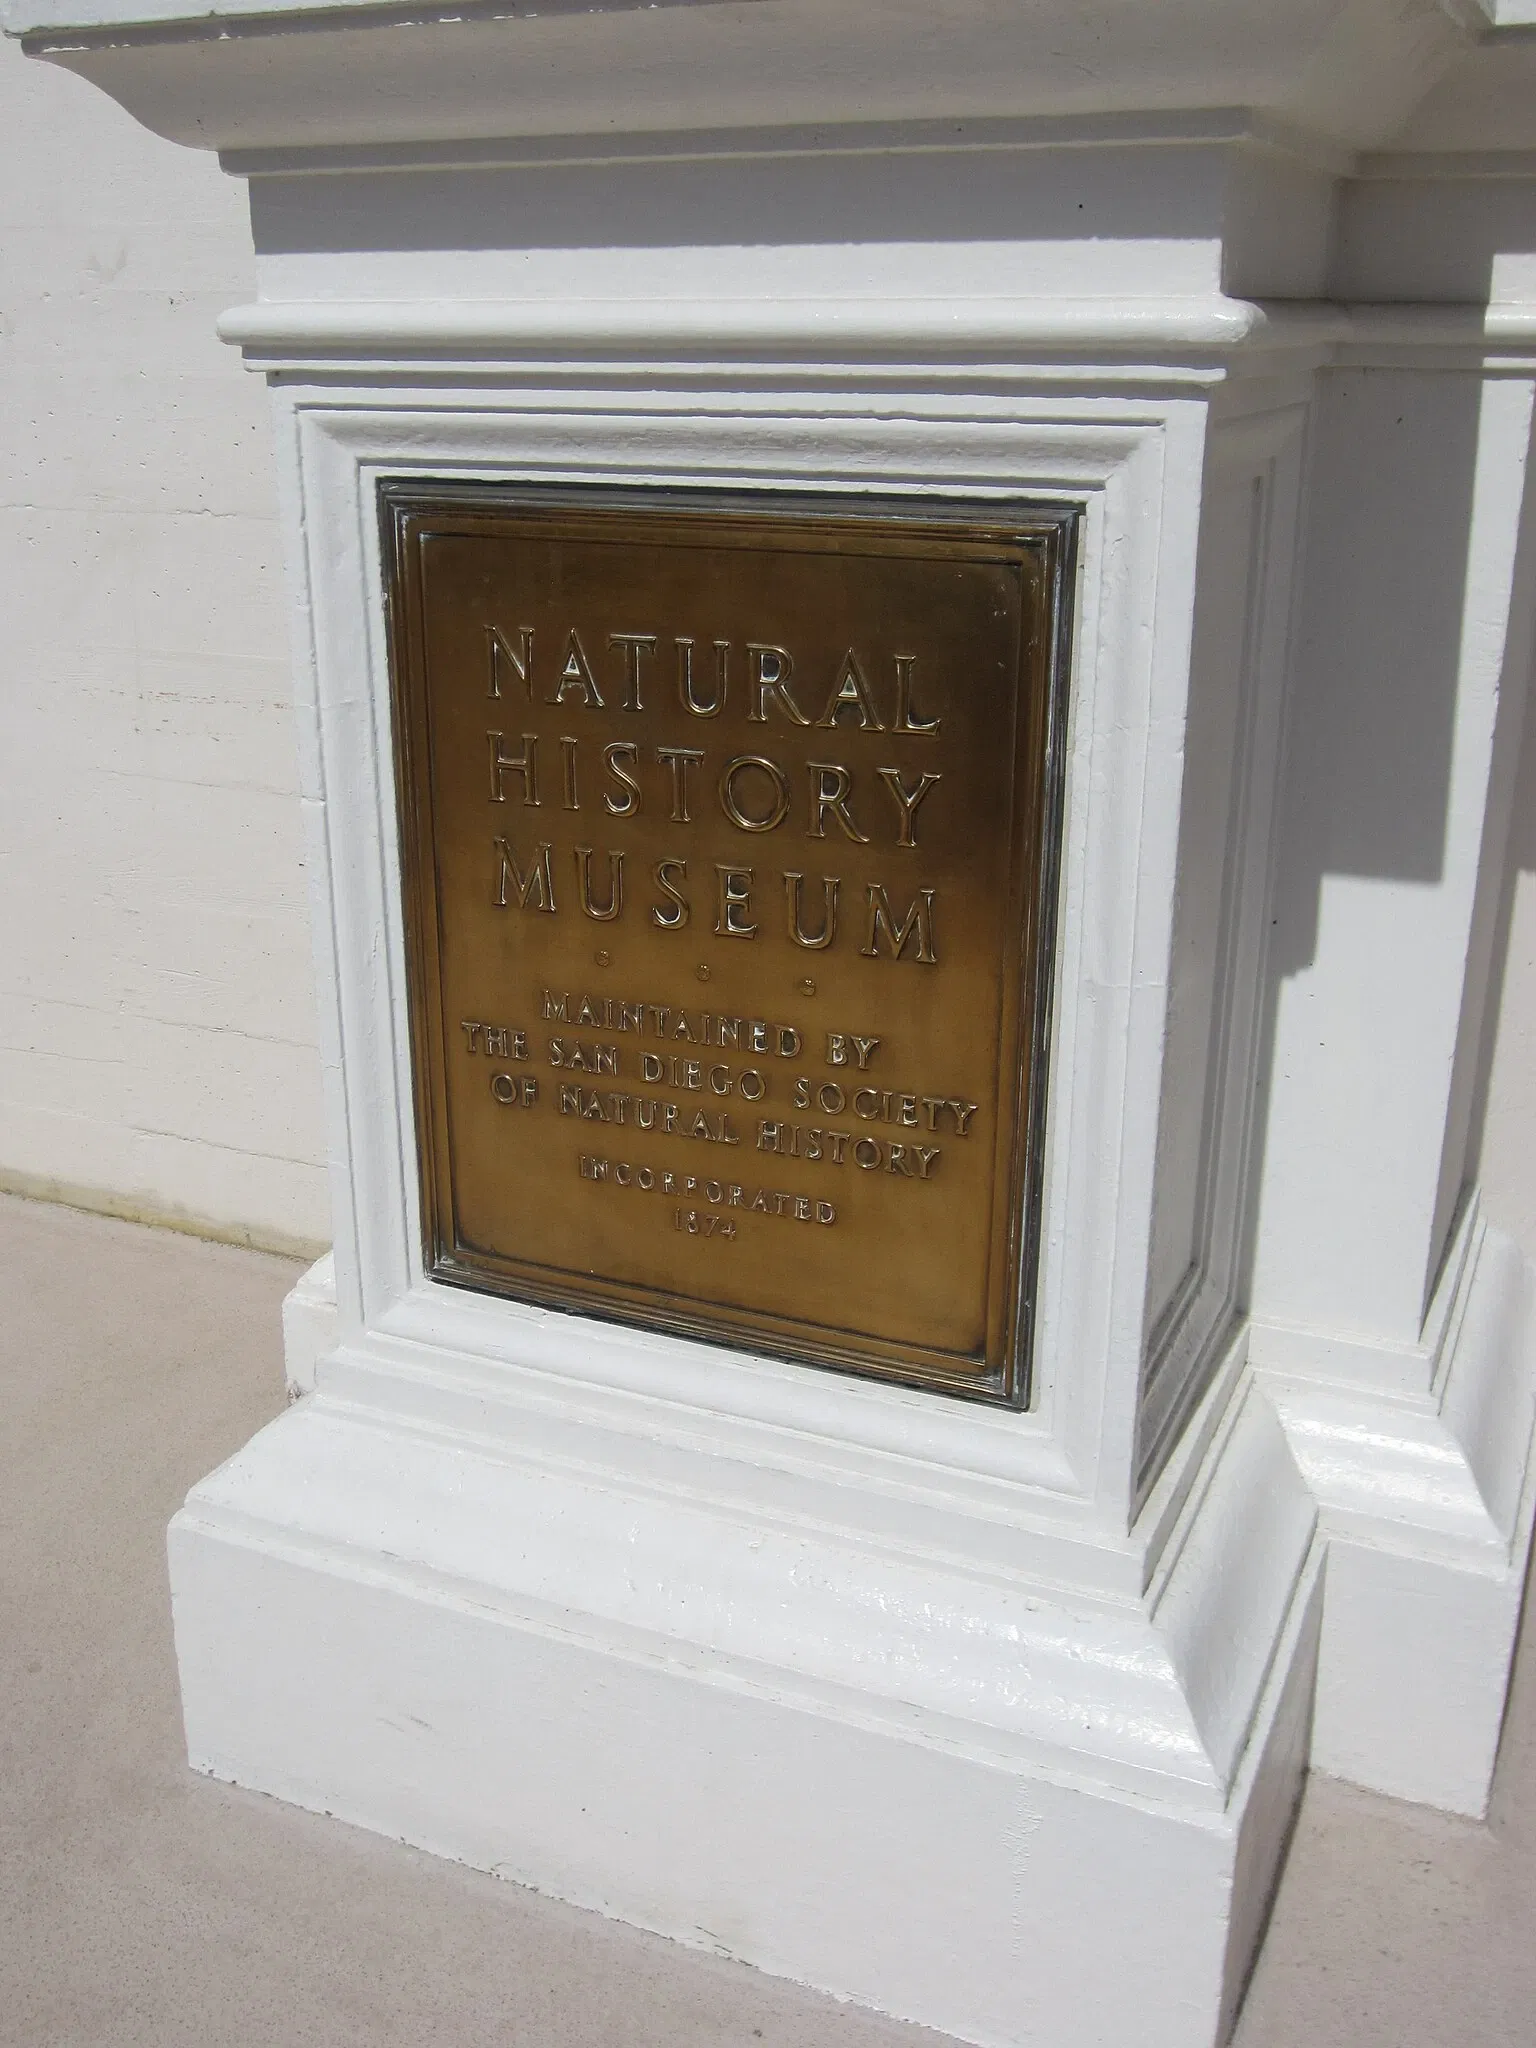 NATURAL
HISTORY
MUSEUM
MAINTAINED BY
THE SAN DIEGO SOCIETY
OF NATURAL HISTORY
INCORPORATED
1874